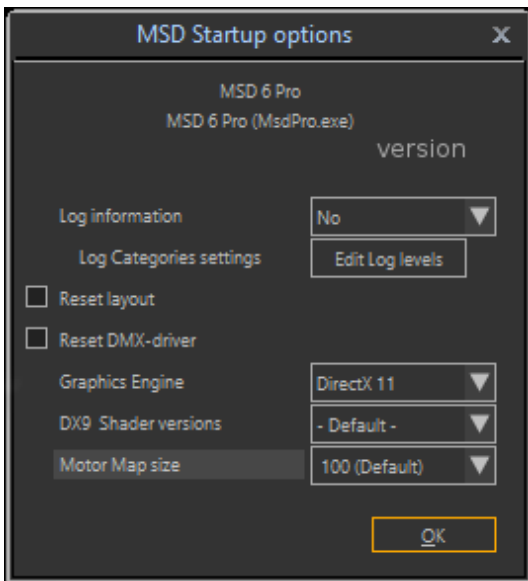 MSD Startup options X
MSD 6 Pro
MSD 6 Pro (MsdPro.exe)
version
Log information No
Log Categories settings Edit Log levels
Reset layout
Reset DMX-driver
Graphics Engine DirectX 11
DX9 Shader versions - Default -
Motor Map size 100 (Default)
OK